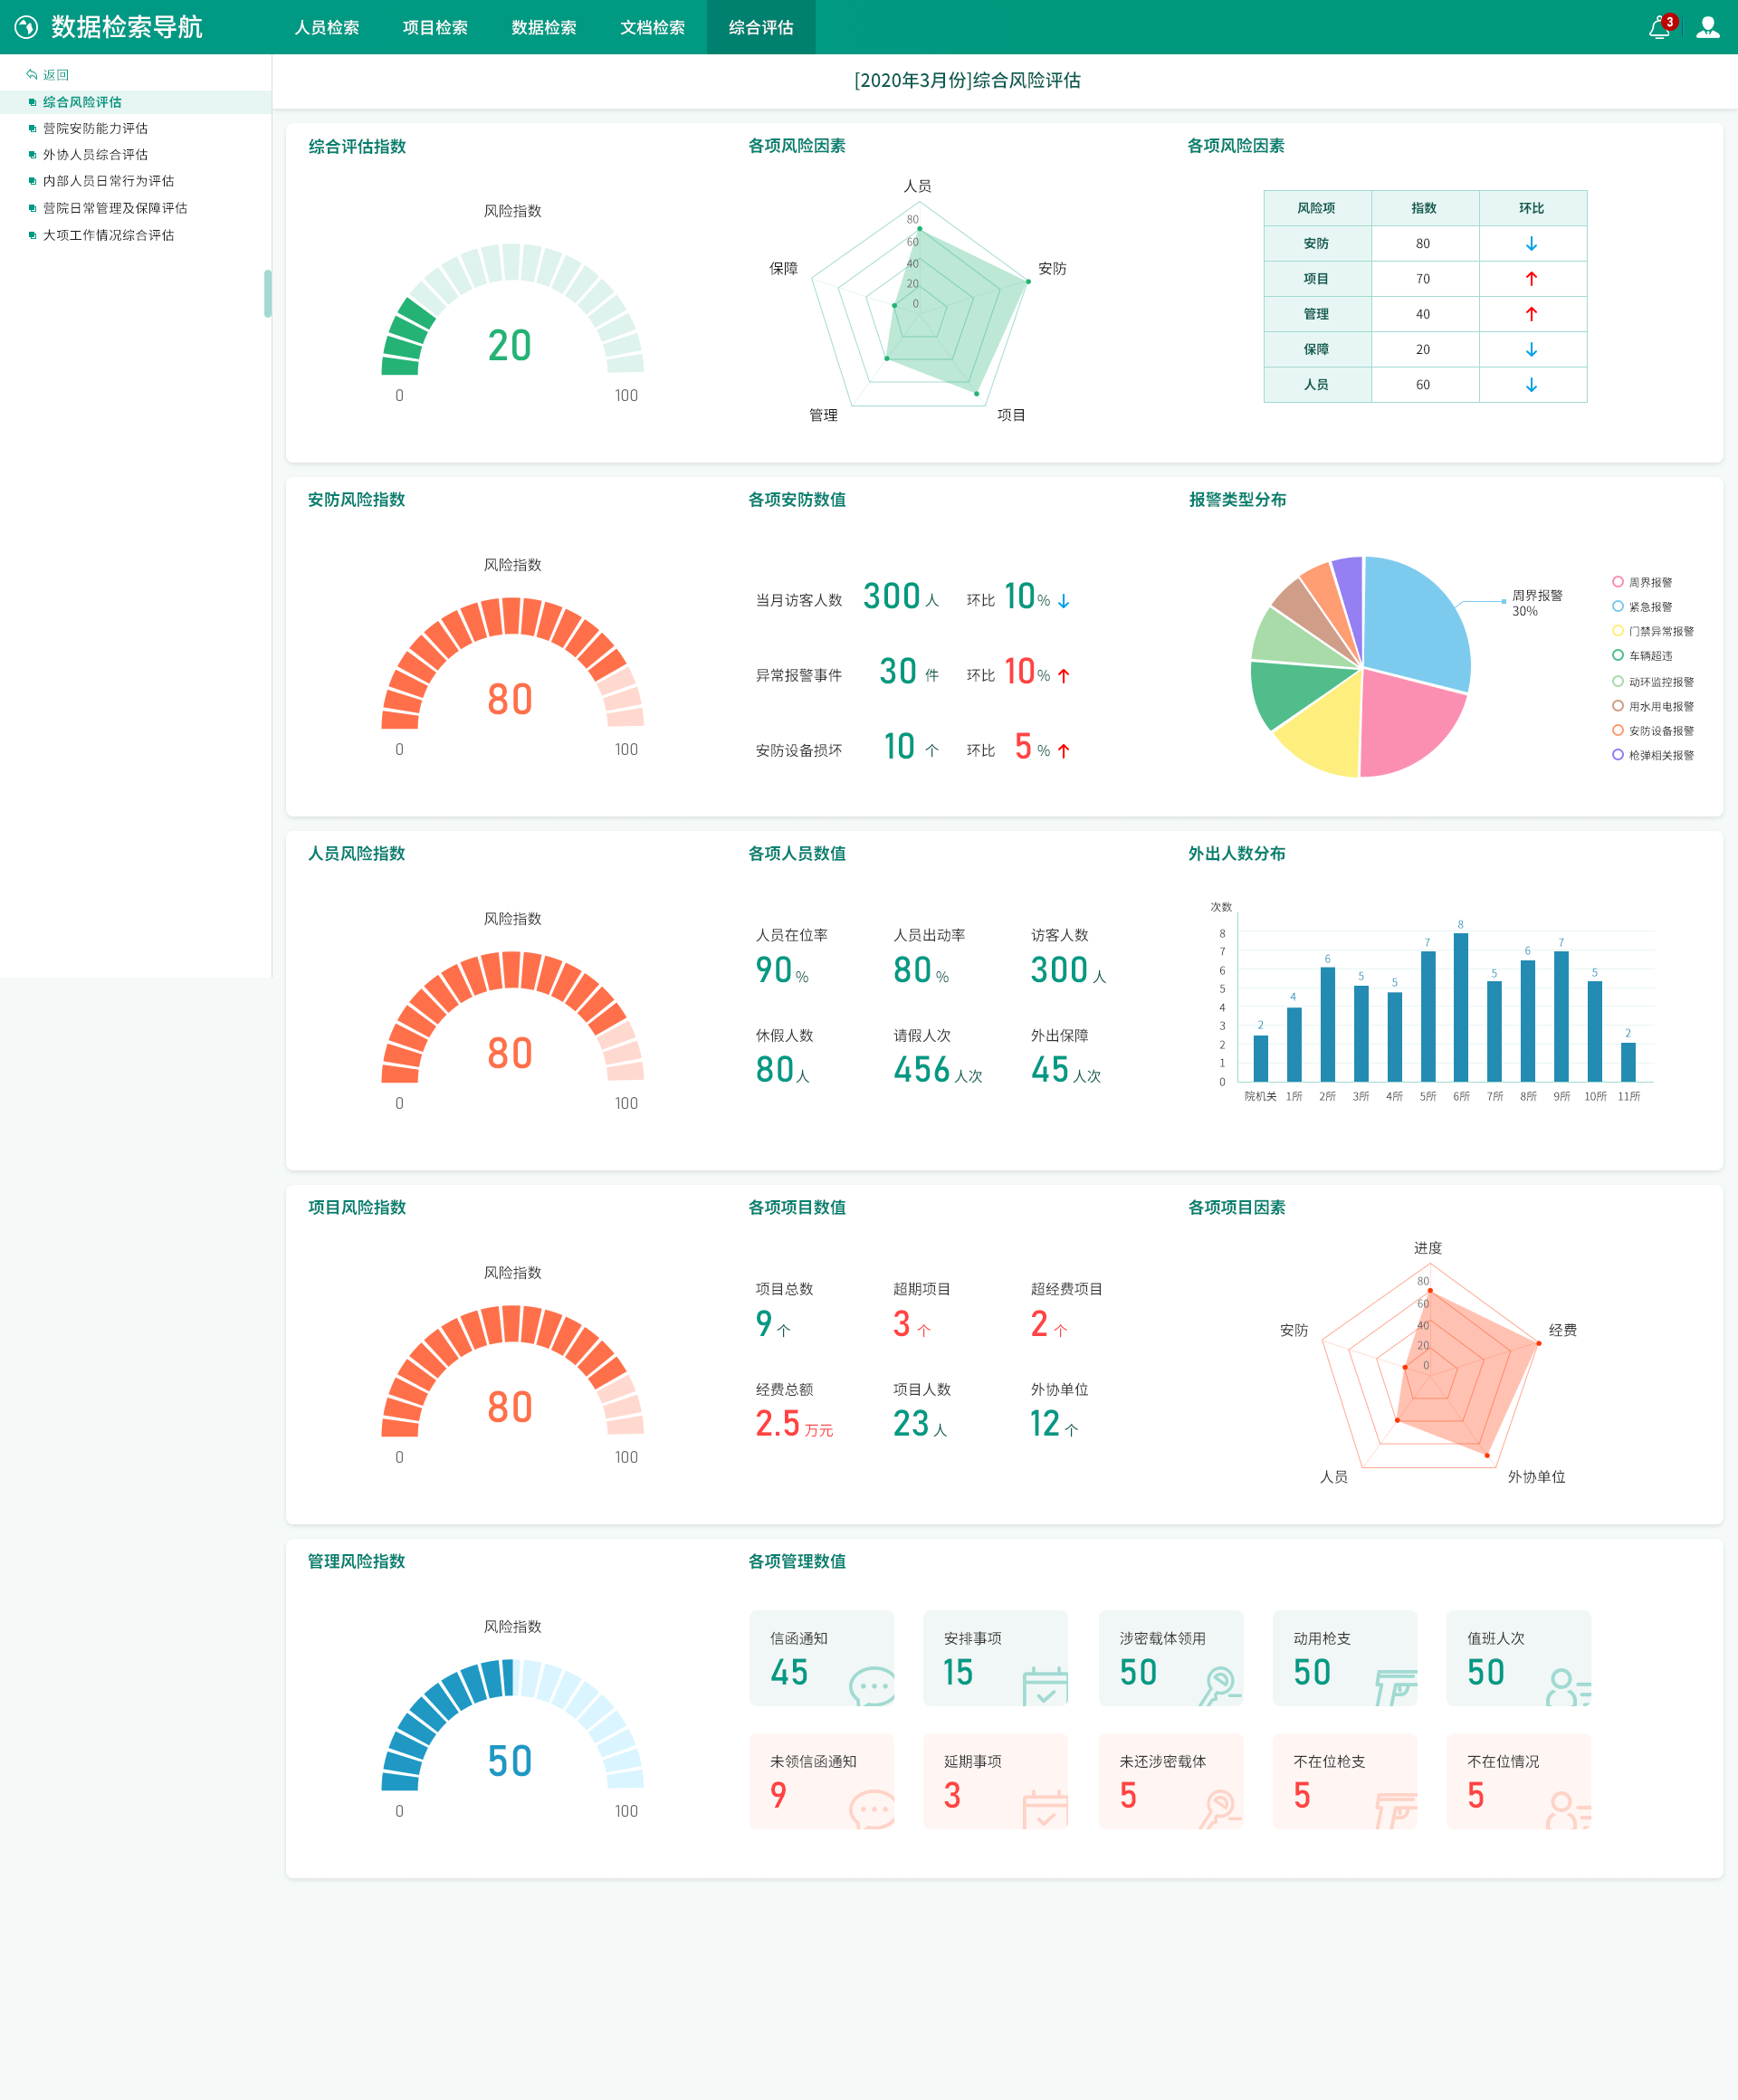 数据检索导航
人员检索
项目检索
数据检索
文档检索
综合评估
3
返回
综合风险评估
营院安防能力评估
外协人员综合评估
内部人员日常行为评估
营院日常管理及保障评估
大项工作情况综合评估
[2020年3月份]综合风险评估
综合评估指数
风险指数
20
0
100
各项风险因素
人员
安防
项目
管理
保障
80
60
40
20
0
各项风险因素
风险项 指数 环比
安防 80
项目 70
管理 40
保障 20
人员 60
安防风险指数
风险指数
80
0
100
各项安防数值
当月访客人数 300 人 环比 10 %
异常报警事件 30 件 环比 10 %
安防设备损坏 10 个 环比 5 %
报警类型分布
周界报警
30%
周界报警
紧急报警
门禁异常报警
车辆超违
动环监控报警
用水用电报警
安防设备报警
枪弹相关报警
人员风险指数
风险指数
80
0
100
各项人员数值
人员在位率
90 %
人员出动率
80 %
访客人数
300 人
休假人数
80 人
请假人次
456 人次
外出保障
45 人次
外出人数分布
次数
8
7
6
5
4
3
2
1
0
2
4
6
5
5
7
8
5
6
7
5
2
院机关 1所 2所 3所 4所 5所 6所 7所 8所 9所 10所 11所
项目风险指数
风险指数
80
0
100
各项项目数值
项目总数
9 个
超期项目
3 个
超经费项目
2 个
经费总额
2.5 万元
项目人数
23 人
外协单位
12 个
各项项目因素
进度
经费
外协单位
人员
安防
80
60
40
20
0
管理风险指数
风险指数
50
0
100
各项管理数值
信函通知
45
安排事项
15
涉密载体领用
50
动用枪支
50
值班人次
50
未领信函通知
9
延期事项
3
未还涉密载体
5
不在位枪支
5
不在位情况
5